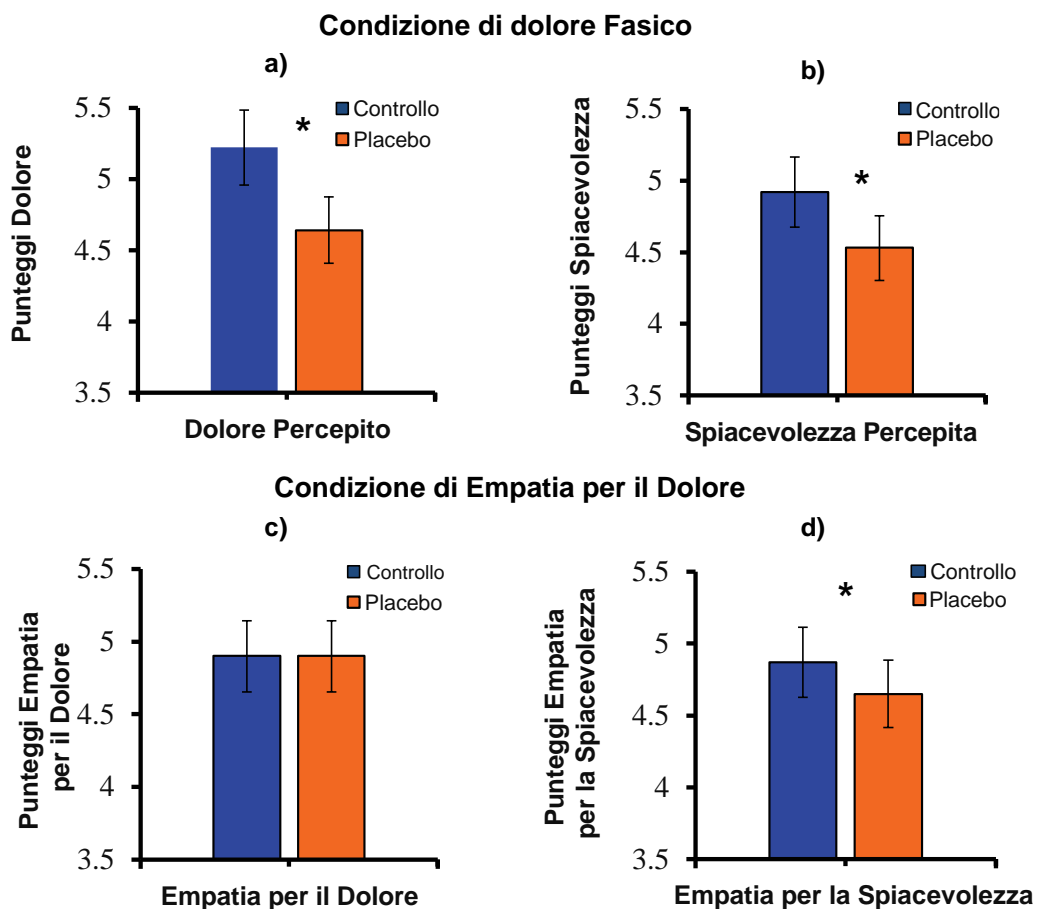 Condizione di dolore Fasico
a)
Controllo
Placebo
*
Punteggi Dolore
5.5
5
4.5
4
3.5
Dolore Percepito
b)
Controllo
Placebo
*
Punteggi Spiacevolezza
5.5
5
4.5
4
3.5
Spiacevolezza Percepita
Condizione di Empatia per il Dolore
c)
Controllo
Placebo
Punteggi Empatia
per il Dolore
5.5
5
4.5
4
3.5
Empatia per il Dolore
d)
Controllo
Placebo
*
Punteggi Empatia
per la Spiacevolezza
5.5
5
4.5
4
3.5
Empatia per la Spiacevolezza